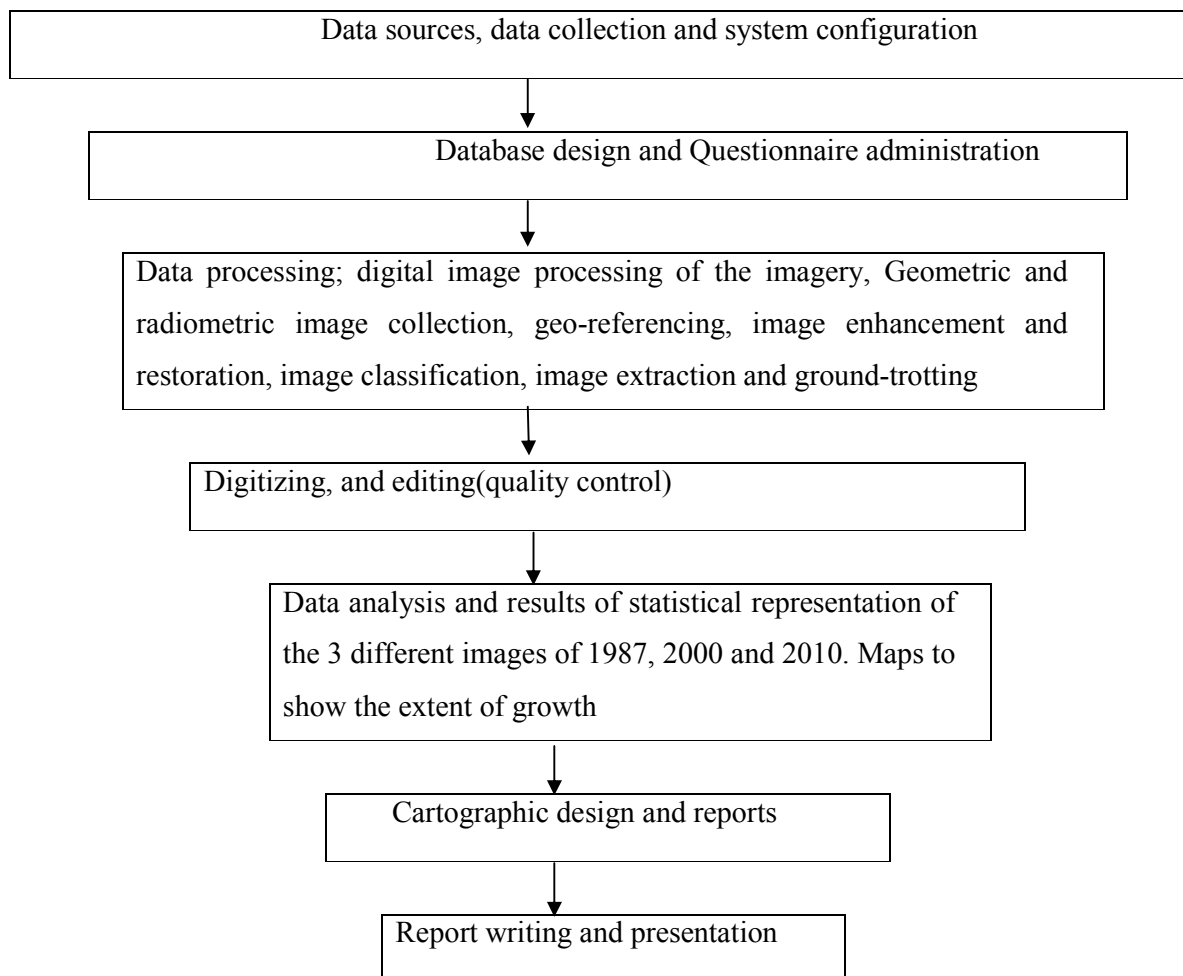 Data sources, data collection and system configuration
Database design and Questionnaire administration
Data processing; digital image processing of the imagery, Geometric and
radiometric image collection, geo-referencing, image enhancement and
restoration, image classification, image extraction and ground-trotting
Digitizing, and editing(quality control)
Data analysis and results of statistical representation of
the 3 different images of 1987, 2000 and 2010. Maps to
show the extent of growth
Cartographic design and reports
Report writing and presentation